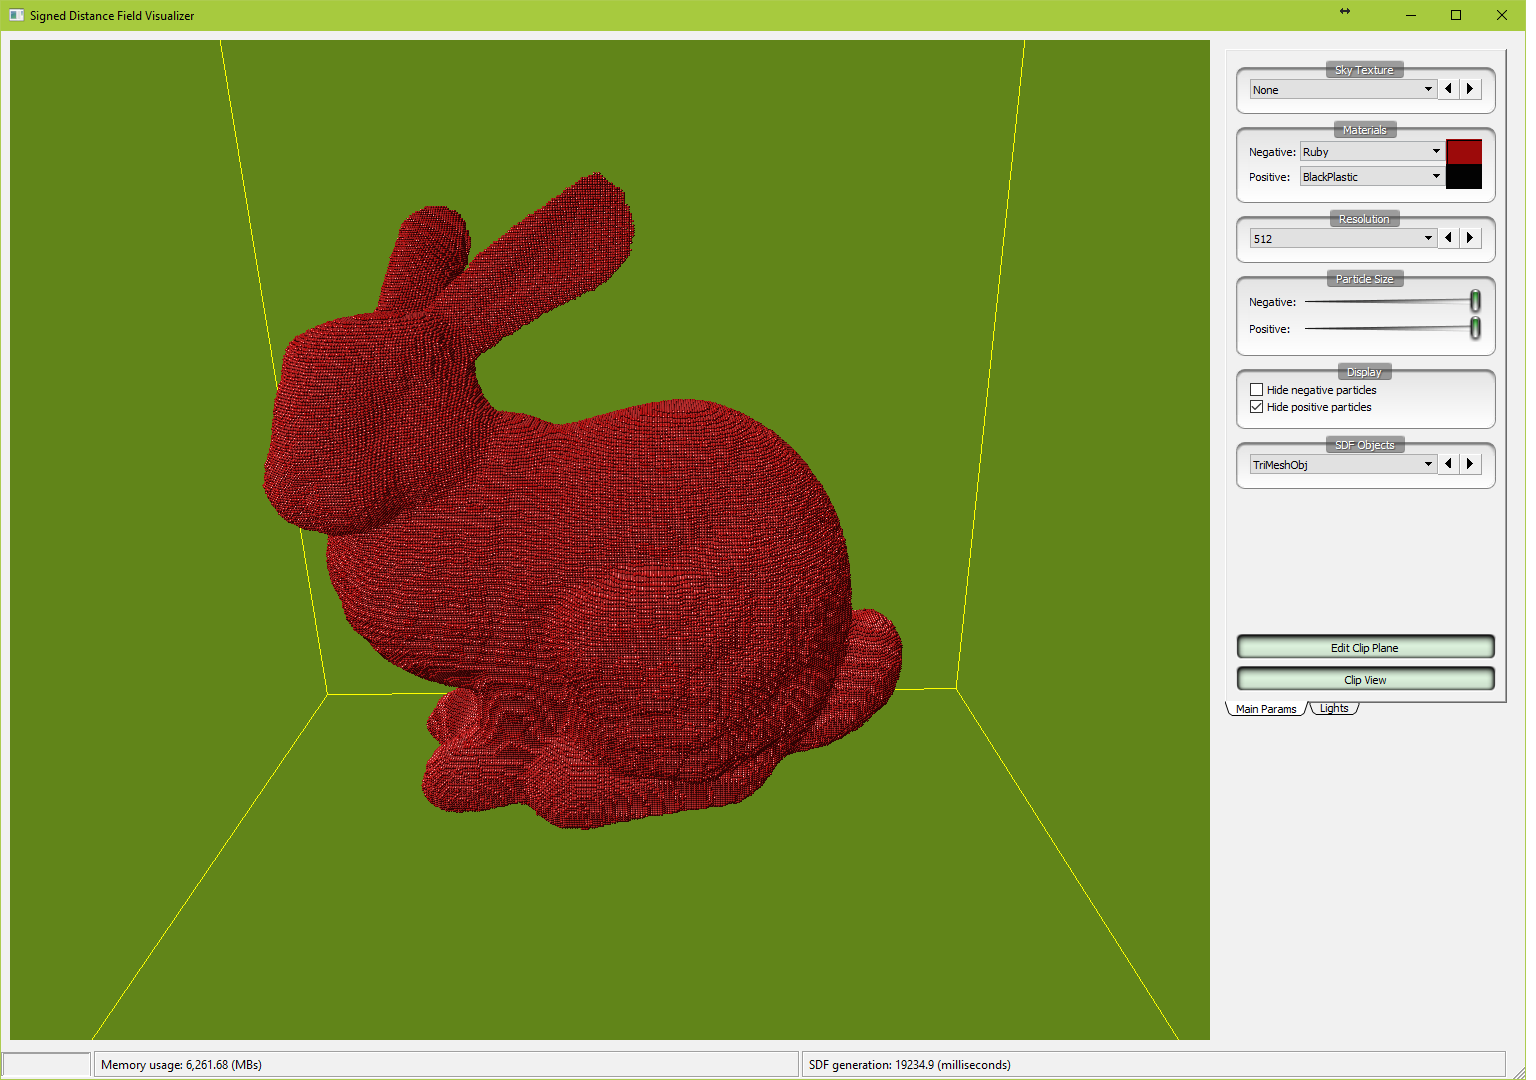 Signed Distance Field Visualizer
Sky Texture
None
Materials
Negative: Ruby
Positive: BlackPlastic
Resolution
512
Particle Size
Negative:
Positive:
Display
Hide negative particles
Hide positive particles
SDF Objects
TriMeshObj
Edit Clip Plane
Clip View
Main Params Lights
Memory usage: 6,261.68 (MBs) SDF generation: 19234.9 (milliseconds)